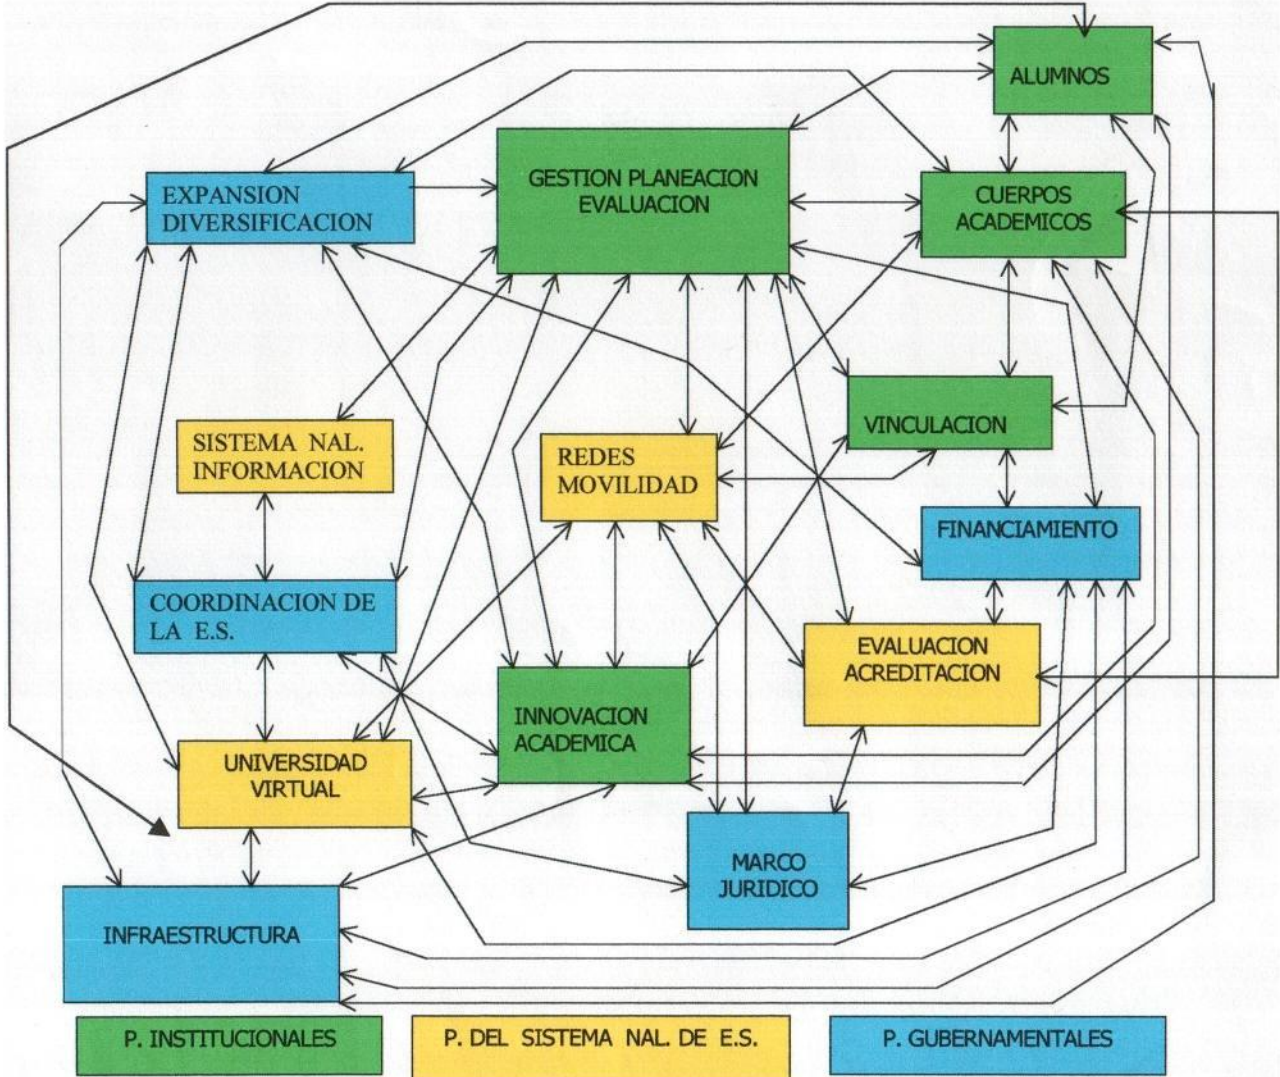 ALUMNOS
EXPANSION
DIVERSIFICACION
GESTION PLANEACION
EVALUACION
CUERPOS
ACADEMICOS
VINCULACION
SISTEMA NAL.
INFORMACION
REDES
MOVILIDAD
FINANCIAMIENTO
COORDINACION DE
LA E.S.
EVALUACION
ACREDITACION
INNOVACION
ACADEMICA
UNIVERSIDAD
VIRTUAL
MARCO
JURIDICO
INFRAESTRUCTURA
P. INSTITUCIONALES
P. DEL SISTEMA NAL. DE E.S.
P. GUBERNAMENTALES